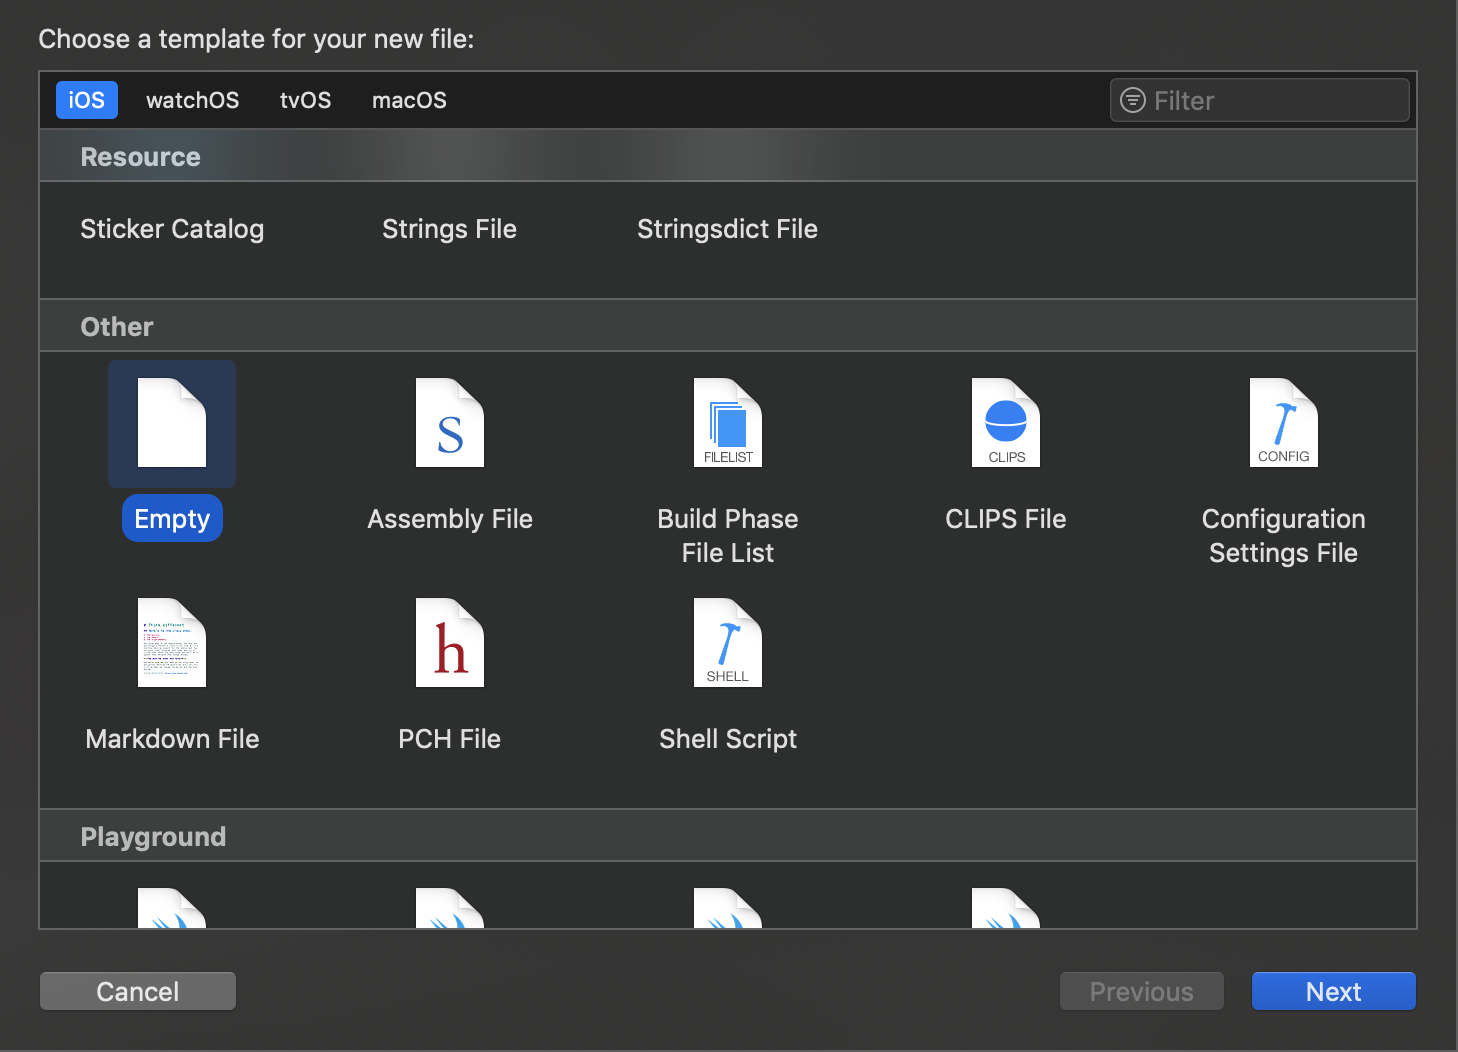 Choose a template for your new file:
iOS watchOS tvOS macOS Filter
Resource
Sticker Catalog Strings File Stringsdict File
Other
S FILELIST CLIPS CONFIG
Empty Assembly File Build Phase File List CLIPS File Configuration Settings File
h SHELL
Markdown File PCH File Shell Script
Playground
Cancel Previous Next